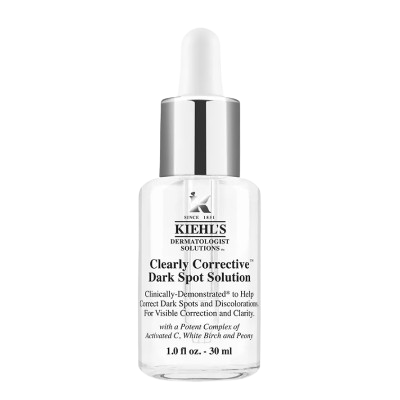 SINCE 1851
KIEHL'S
DERMATOLOGIST
SOLUTIONS™
Clearly Corrective™
Dark Spot Solution
Clinically-Demonstrated* to Help
Correct Dark Spots and Discolorations
For Visible Correction and Clarity.
with a Potent Complex of
Activated C, White Birch and Peony
1.0 fl. oz. - 30 ml